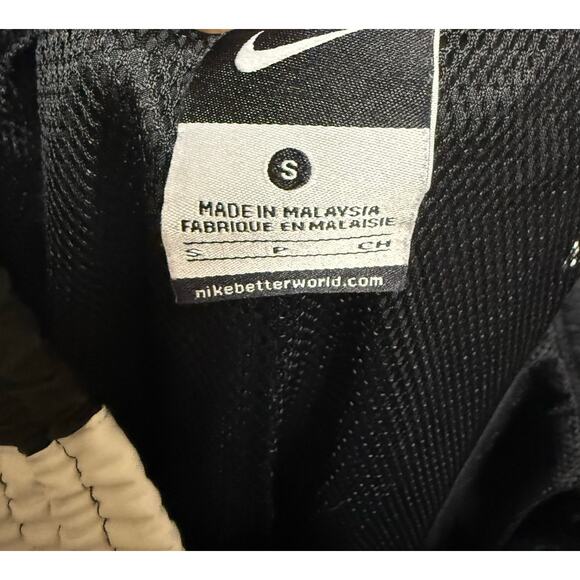 S
MADE IN MALAYSIA
FABRIQUE EN MALAISIE
S P CH
nikebetterworld.com